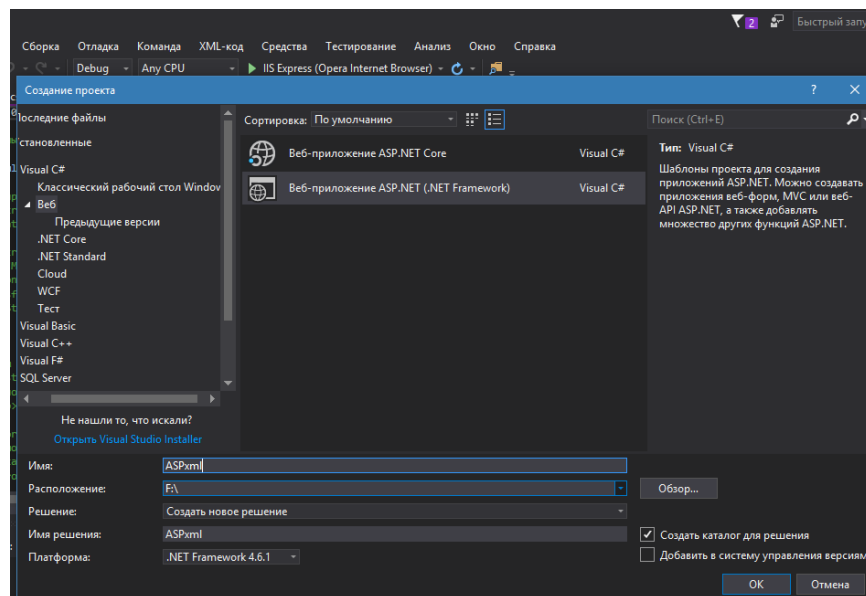 2
Быстрый запу
Сборка Отладка Команда XML-код Средства Тестирование Анализ Окно Справка
Debug Any CPU IIS Express (Opera Internet Browser)
Создание проекта ?
Последние файлы
становленные
Visual C#
Классический рабочий стол Window
Веб
Предыдущие версии
.NET Core
.NET Standard
Cloud
WCF
Тест
Visual Basic
Visual C++
Visual F#
SQL Server
Не нашли то, что искали?
Открыть Visual Studio Installer
Сортировка: По умолчанию
Веб-приложение ASP.NET Core Visual C#
Веб-приложение ASP.NET (.NET Framework) Visual C#
Поиск (Ctrl+E)
Тип: Visual C#
Шаблоны проекта для создания
приложений ASP.NET. Можно создавать
приложения веб-форм, MVC или веб-
API ASP.NET, а также добавлять
множество других функций ASP.NET.
Имя: ASPxml
Расположение: F:\ Обзор...
Решение: Создать новое решение
Имя решения: ASPxml Создать каталог для решения
Платформа: .NET Framework 4.6.1 Добавить в систему управления версиям
OK Отмена